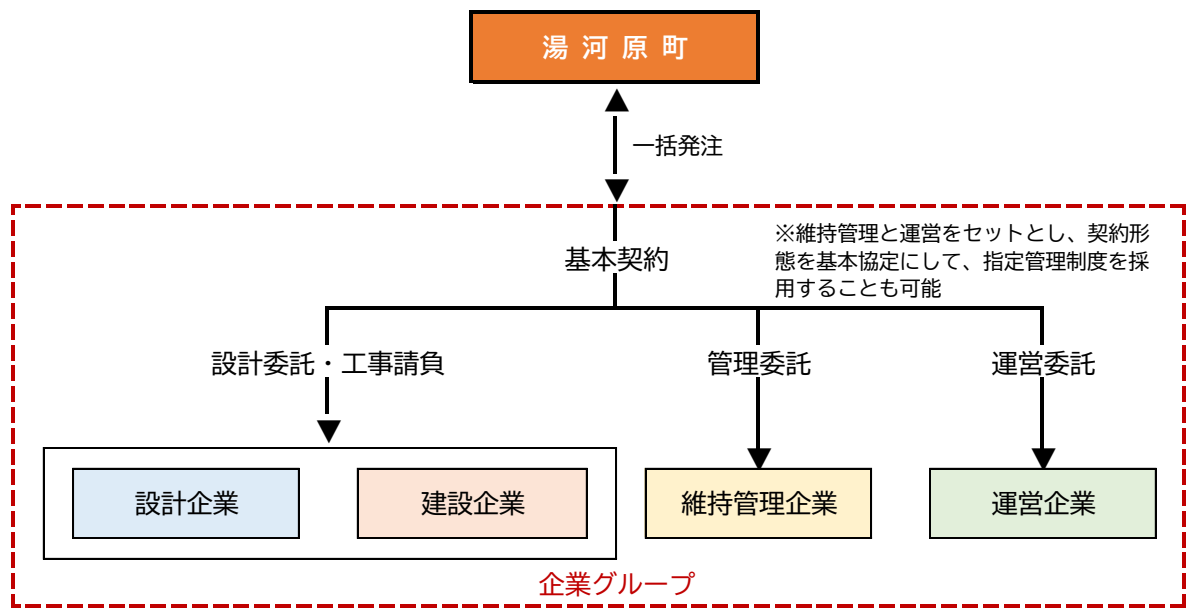 湯河原町
一括発注
基本契約
※維持管理と運営をセットとし、契約形
態を基本協定にして、指定管理制度を採
用することも可能
設計委託・工事請負
管理委託
運営委託
設計企業
建設企業
維持管理企業
運営企業
企業グループ